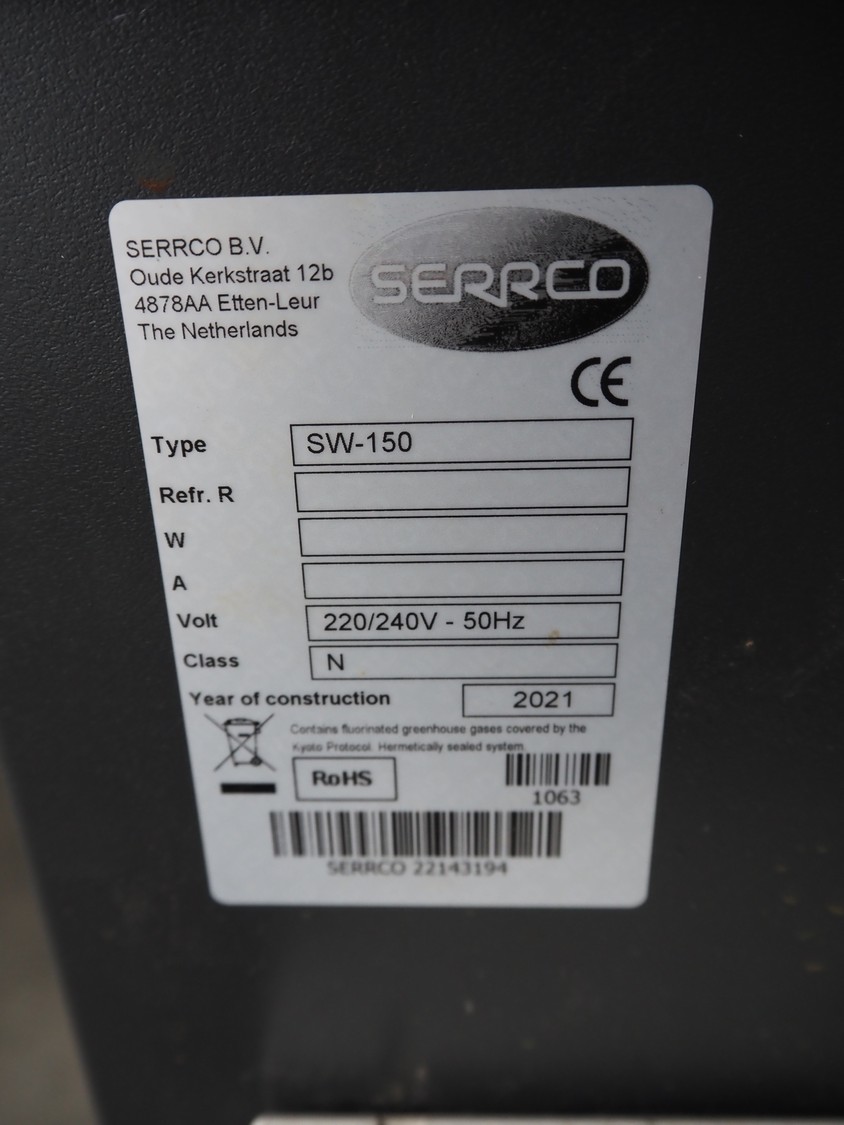 SERRCO B.V.
Oude Kerkstraat 12b
4878AA Etten-Leur
The Netherlands
SERRCO
CE
Type SW-150
Refr. R
W
A
Volt 220/240V - 50Hz
Class N
Year of construction 2021
Contains fluorinated greenhouse gases covered by the
Kyoto Protocol. Hermetically sealed system
RoHS
1063
SERRCO 22143194